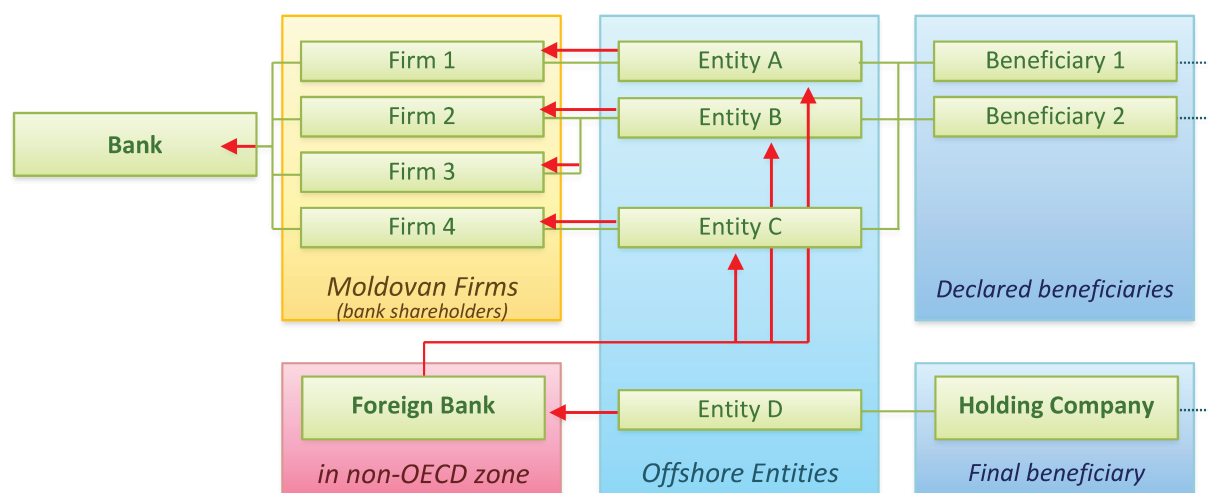 Bank
Firm 1
Firm 2
Firm 3
Firm 4
Moldovan Firms
(bank shareholders)
Entity A
Entity B
Entity C
Beneficiary 1
Beneficiary 2
Declared beneficiaries
Foreign Bank
in non-OECD zone
Entity D
Offshore Entities
Holding Company
Final beneficiary